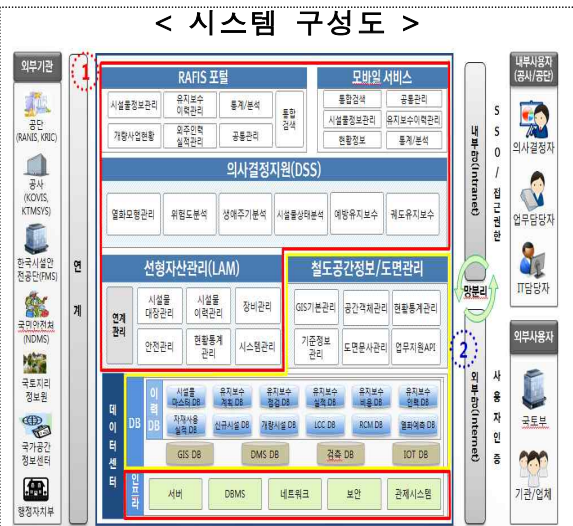 < 시스템 구성도 >
외부기관
공단
(RANIS, KRIC)
공사
(KOVIS,
KTMSYS)
한국시설안
전공단(FMS)
국민안전처
(NDMS)
국토지리
정보원
국가공간
정보센터
행정자치부
1
연
계
RAFIS 포털
시설물정보관리
유지보수
이력관리
통계/분석
통합
검색
개량사업현황
외주인력
실적관리
공통관리
모바일 서비스
통합검색
공통관리
시설물정보관리
유지보수이력관리
현황정보
통계/분석
의사결정지원(DSS)
열화모형관리
위험도분석
생애주기분석
시설물상태분석
예방유지보수
궤도유지보수
선형자산관리(LAM)
연계
관리
시설물
대장관리
시설물
이력관리
장비관리
안전관리
현황통계
관리
시스템관리
철도공간정보/도면관리
GIS기본관리
공간객체관리
현황통계관리
기준정보
관리
도면문서관리
업무지원API
데
이
터
센
터
DB
이
력
DB
시설물
마스터 DB
유지보수
계획 DB
유지보수
점검 DB
유지보수
실적 DB
유지보수
비용 DB
유지보수
인력 DB
자재사용
실적 DB
신규시설 DB
개량시설 DB
LCC DB
RCM DB
열화예측 DB
GIS DB
DMS DB
검측 DB
IOT DB
인프라
서버
DBMS
네트워크
보안
관제시스템
내부망(Intranet)
망분리
2
외부망(Internet)
SSO/접근권한
사용자인증
내부사용자
(공사/공단)
의사결정자
업무담당자
IT담당자
외부사용자
국토부
기관/업체